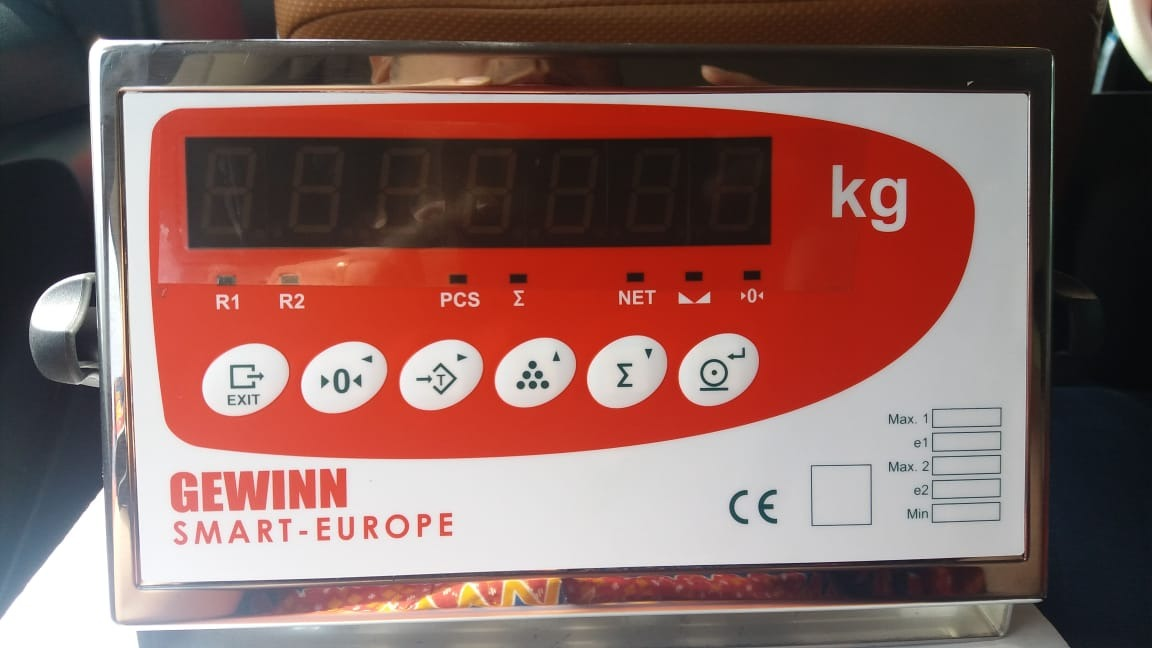 kg
R1 R2 PCS Σ NET →0←
EXIT →0← T Σ
GEWINN
SMART-EUROPE
CE
Max. 1
e1
Max. 2
e2
Min